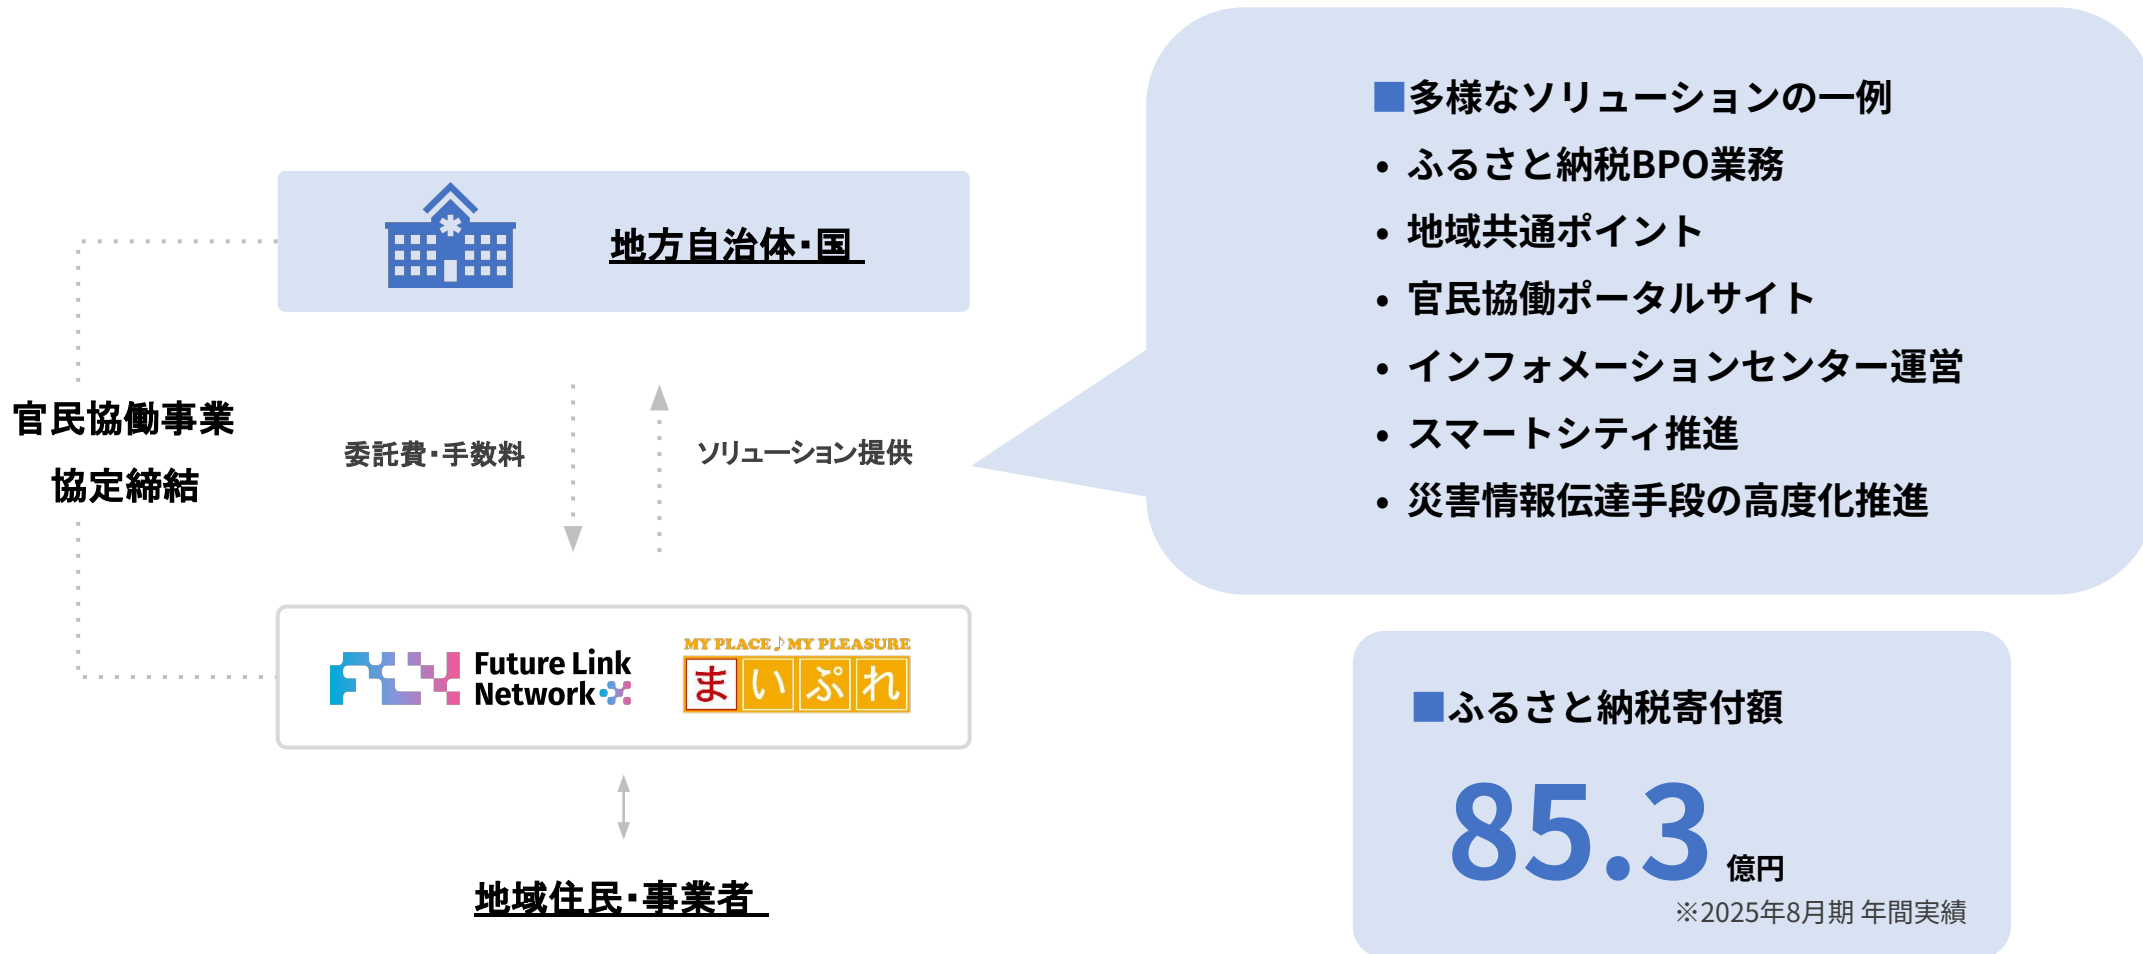 地方自治体・国
官民協働事業
協定締結
委託費・手数料
ソリューション提供
Future Link
Network
MY PLACE♪MY PLEASURE
まいぷれ
地域住民・事業者
■多様なソリューションの一例
• ふるさと納税BPO業務
• 地域共通ポイント
• 官民協働ポータルサイト
• インフォメーションセンター運営
• スマートシティ推進
• 災害情報伝達手段の高度化推進
■ふるさと納税寄付額
85.3億円
※2025年8月期 年間実績